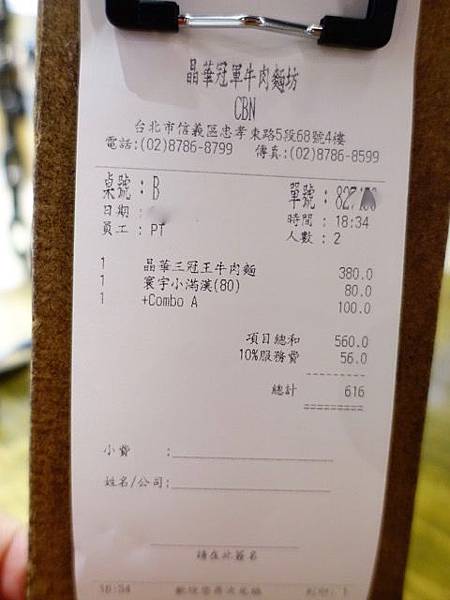 晶華冠軍牛肉麵坊
CBN
台北市信義區忠孝東路5段68號4樓
電話:(02)8786-8799 傳真:(02)8786-8599
桌號:B 單號:827
日期: 時間:18:34
員工:PT 人數:2
1 晶華三冠王牛肉麵 380.0
1 寰宇小滿漢(80) 80.0
1 +Combo A 100.0
項目總和 560.0
10%服務費 56.0
總計 616
小費 :
姓名/公司:
請在此簽名
18:34